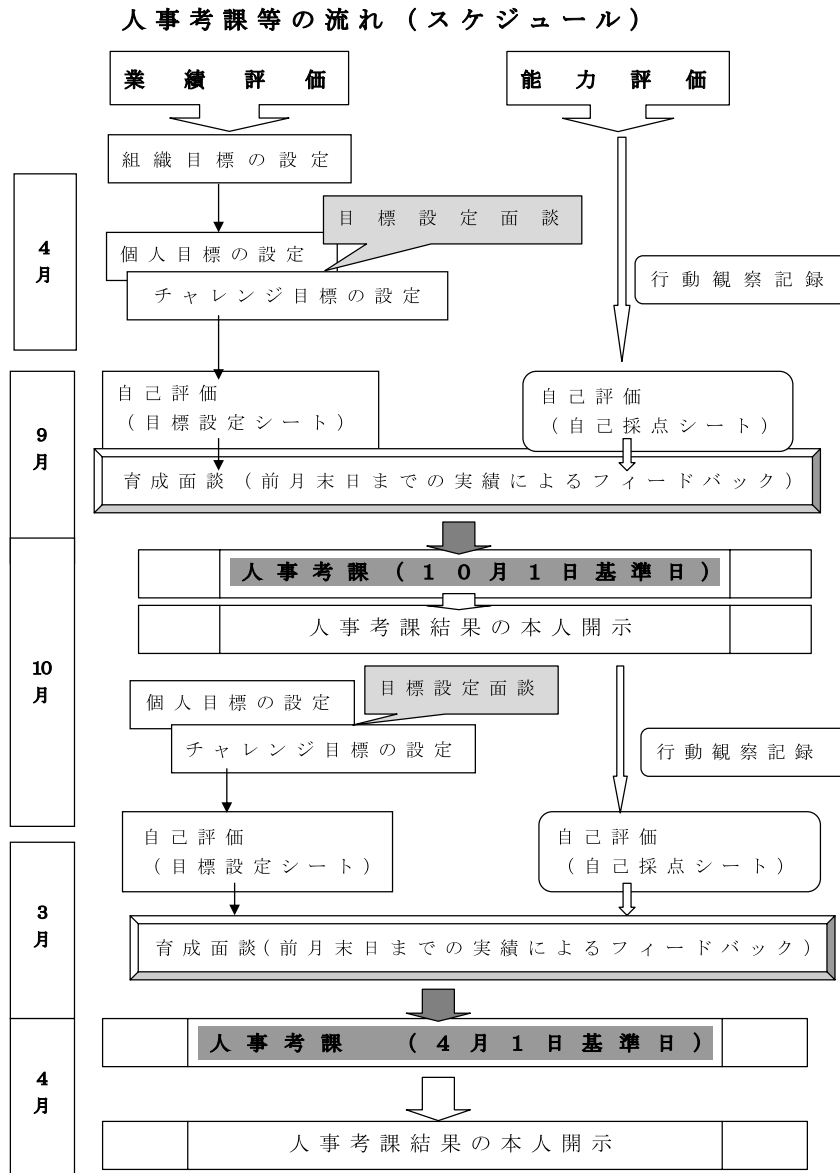 人事考課等の流れ（スケジュール）
業績評価
能力評価
組織目標の設定
目標設定面談
4
月
個人目標の設定
チャレンジ目標の設定
行動観察記録
9
月
自己評価
（目標設定シート）
自己評価
（自己採点シート）
育成面談（前月末日までの実績によるフィードバック）
10
月
人事考課（10月1日基準日）
人事考課結果の本人開示
個人目標の設定
目標設定面談
チャレンジ目標の設定
行動観察記録
自己評価
（目標設定シート）
自己評価
（自己採点シート）
3
月
育成面談（前月末日までの実績によるフィードバック）
4
月
人事考課（4月1日基準日）
人事考課結果の本人開示